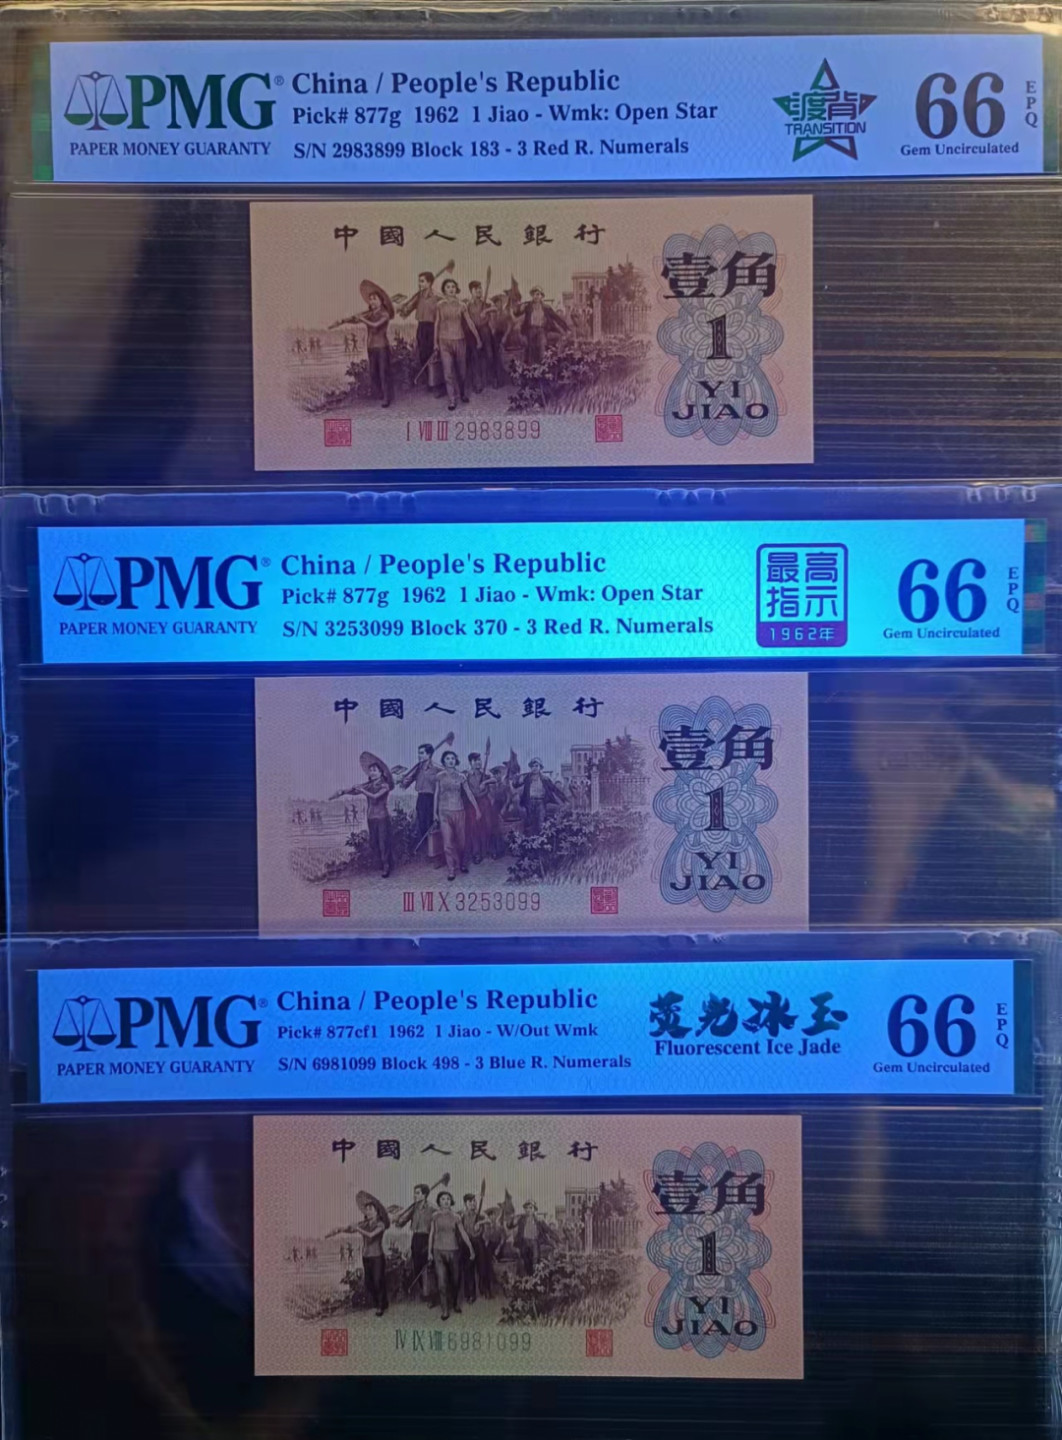 PMG®
PAPER MONEY GUARANTY
China / People's Republic
Pick# 877g 1962 1 Jiao - Wmk: Open Star
S/N 2983899 Block 183 - 3 Red R. Numerals
渡背
TRANSITION
66
EPQ
Gem Uncirculated
中國人民銀行
壹角
1
YI
JIAO
I VIII III 2983899
PMG®
PAPER MONEY GUARANTY
China / People's Republic
Pick# 877g 1962 1 Jiao - Wmk: Open Star
S/N 3253099 Block 370 - 3 Red R. Numerals
最高
指示
1962年
66
EPQ
Gem Uncirculated
中國人民銀行
壹角
1
YI
JIAO
III VII X 3253099
PMG®
PAPER MONEY GUARANTY
China / People's Republic
Pick# 877cf1 1962 1 Jiao - W/Out Wmk
S/N 6981099 Block 498 - 3 Blue R. Numerals
荧光冰玉
Fluorescent Ice Jade
66
EPQ
Gem Uncirculated
中國人民銀行
壹角
1
YI
JIAO
IV IX VIII 6981099